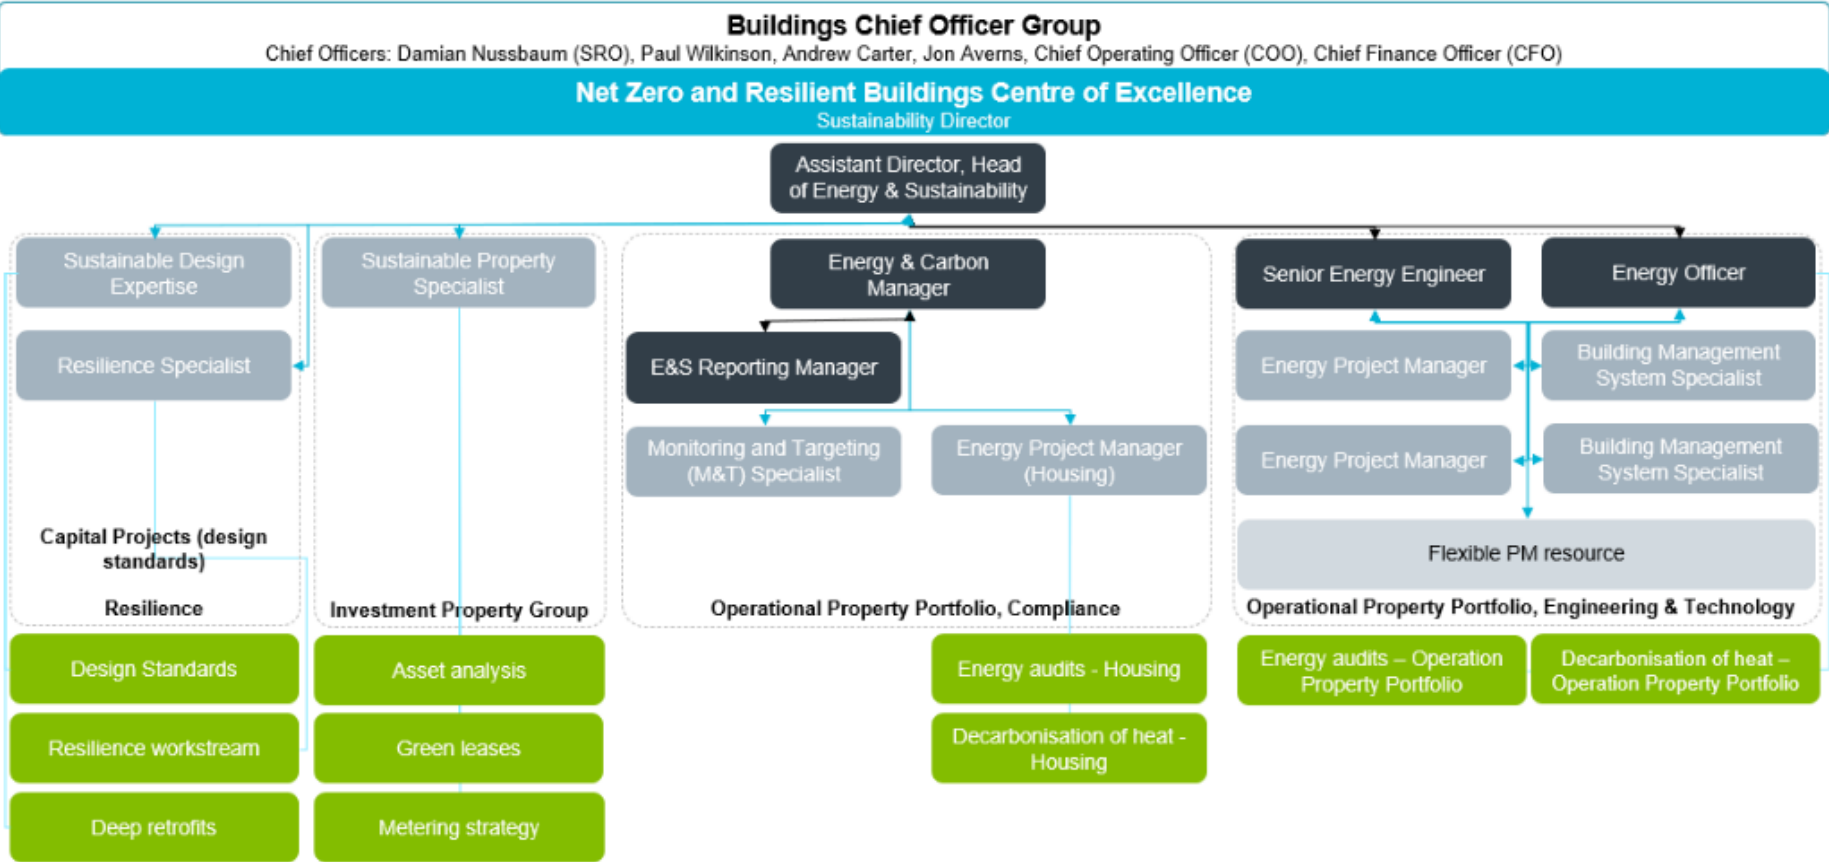 Buildings Chief Officer Group
Chief Officers: Damian Nussbaum (SRO), Paul Wilkinson, Andrew Carter, Jon Averns, Chief Operating Officer (COO), Chief Finance Officer (CFO)
Net Zero and Resilient Buildings Centre of Excellence
Sustainability Director
Assistant Director, Head
of Energy & Sustainability
Sustainable Design
Expertise
Resilience Specialist
Capital Projects (design
standards)
Resilience
Design Standards
Resilience workstream
Deep retrofits
Sustainable Property
Specialist
Investment Property Group
Asset analysis
Green leases
Metering strategy
Energy & Carbon
Manager
E&S Reporting Manager
Monitoring and Targeting
(M&T) Specialist
Energy Project Manager
(Housing)
Operational Property Portfolio, Compliance
Energy audits - Housing
Decarbonisation of heat -
Housing
Senior Energy Engineer
Energy Officer
Energy Project Manager
Building Management
System Specialist
Energy Project Manager
Building Management
System Specialist
Flexible PM resource
Operational Property Portfolio, Engineering & Technology
Energy audits – Operation
Property Portfolio
Decarbonisation of heat –
Operation Property Portfolio